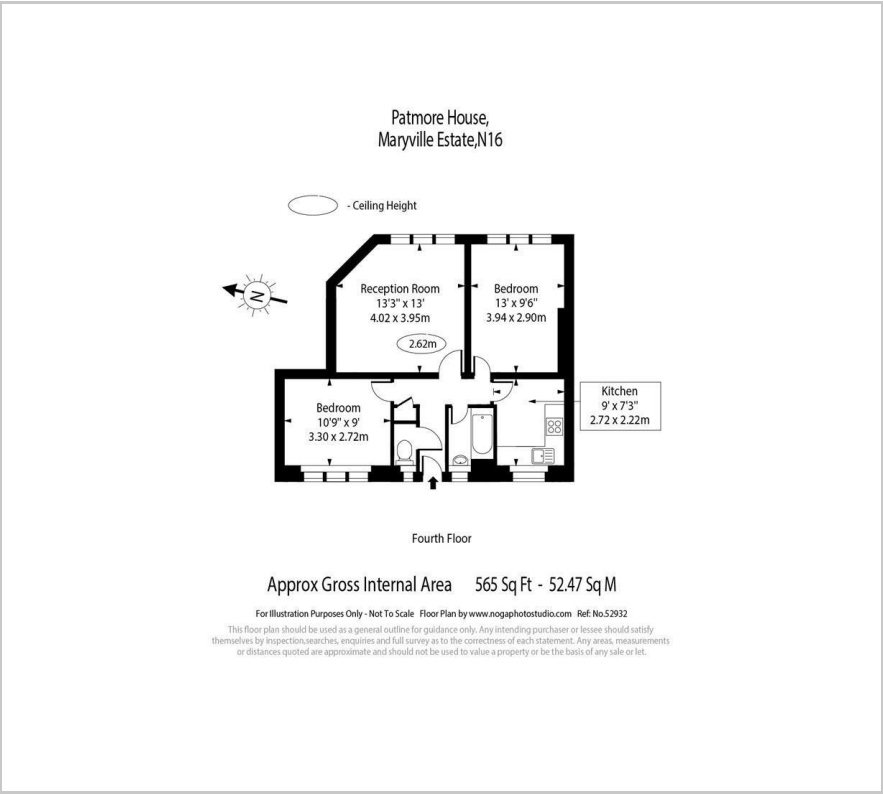 Patmore House,
Maryville Estate,N16
- Ceiling Height
N
Reception Room
13'3" x 13'
4.02 x 3.95m
2.62m
Bedroom
13' x 9'6"
3.94 x 2.90m
Bedroom
10'9" x 9'
3.30 x 2.72m
Kitchen
9' x 7'3"
2.72 x 2.22m
Fourth Floor
Approx Gross Internal Area 565 Sq Ft - 52.47 Sq M
For Illustration Purposes Only - Not To Scale Floor Plan by www.nogaphotostudio.com Ref: No.52932
This floor plan should be used as a general outline for guidance only. Any intending purchaser or lessee should satisfy
themselves by inspection,searches, enquiries and full survey as to the correctness of each statement. Any areas, measurements
or distances quoted are approximate and should not be used to value a property or be the basis of any sale or let.